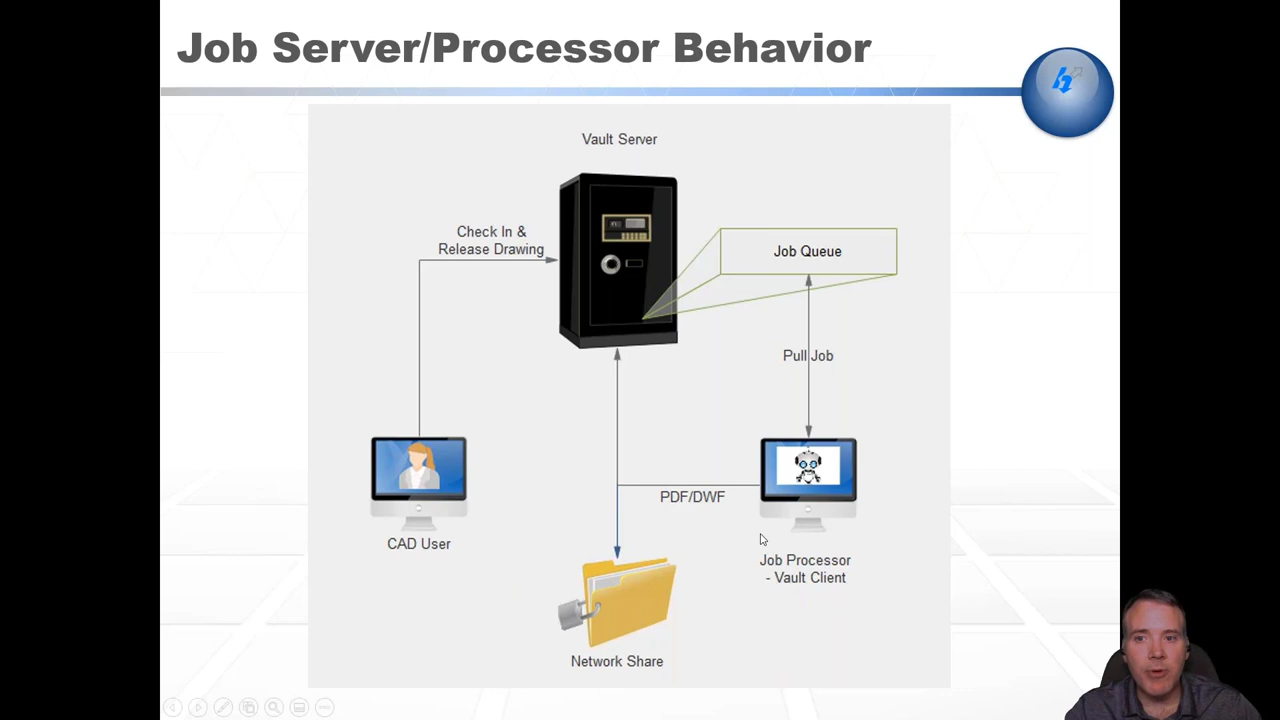 Job Server/Processor Behavior
Vault Server
Check In &
Release Drawing
Job Queue
Pull Job
PDF/DWF
CAD User
Job Processor
- Vault Client
Network Share